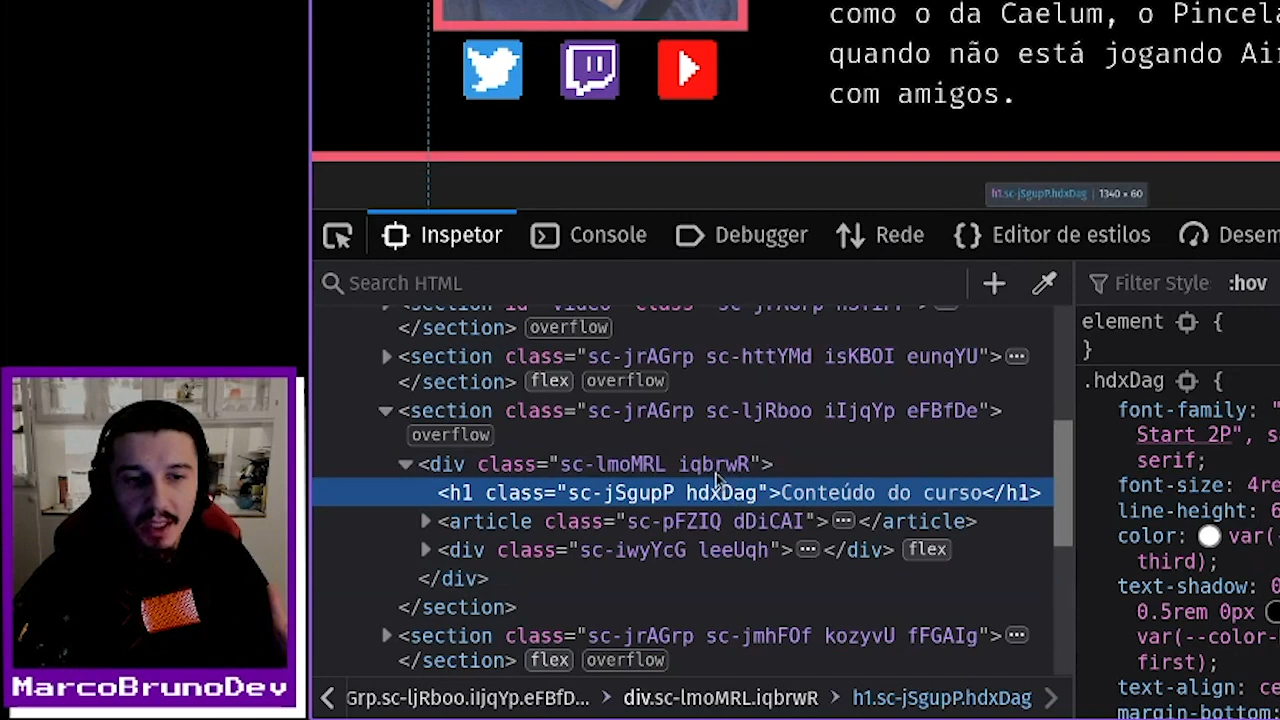 como o da Caelum, o Pincela
quando não está jogando Air
com amigos.
h1.sc-jSgupP.hdxDag | 1340 × 60
Inspetor Console Debugger Rede {} Editor de estilos Desem
Search HTML + Filter Style :hov
</section> overflow
<section class="sc-jrAGrp sc-httYMd isKBOI eunqYU"> ...
</section> flex overflow
<section class="sc-jrAGrp sc-ljRboo iIjqYp eFBfDe">
overflow
<div class="sc-lmoMRL iqbrwR">
<h1 class="sc-jSgupP hdxDag">Conteúdo do curso</h1>
<article class="sc-pFZIQ dDiCAI"> ... </article>
<div class="sc-iwyYcG leeUqh"> ... </div> flex
</div>
</section>
<section class="sc-jrAGrp sc-jmhFOf kozyvU fFGAIg"> ...
</section> flex overflow
Grp.sc-ljRboo.iIjqYp.eFBfD... > div.sc-lmoMRL.iqbrwR > h1.sc-jSgupP.hdxDag
element {
}
.hdxDag {
font-family: "
Start 2P", s
serif;
font-size: 4re
line-height: 6
color: var(-
third);
text-shadow: 0
0.5rem 0px
var(--color-
first);
text-align: ce
margin-bottom:
MarcoBrunoDev